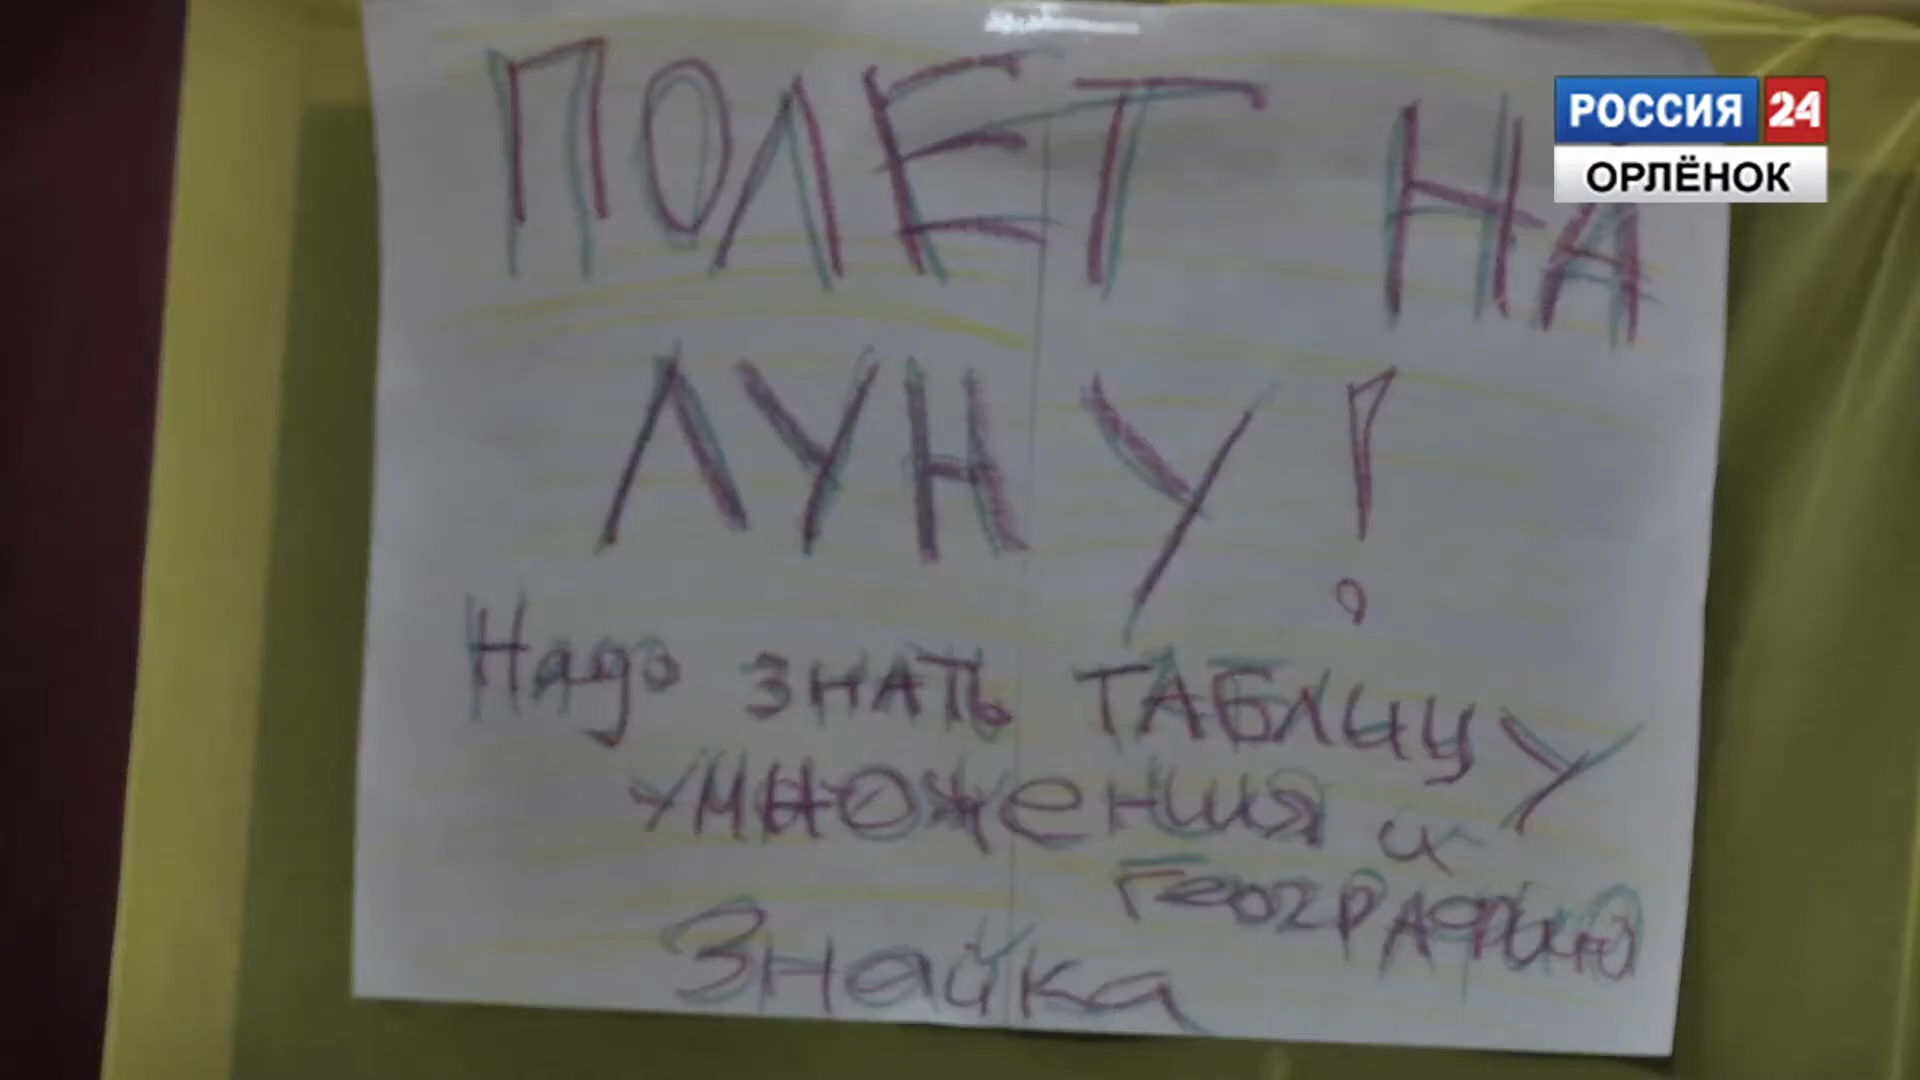 РОССИЯ 24
ОРЛЁНОК
ПОЛЕТ НА
ЛУНУ!
Надо знать таблицу
умножения и
географию
Знайка